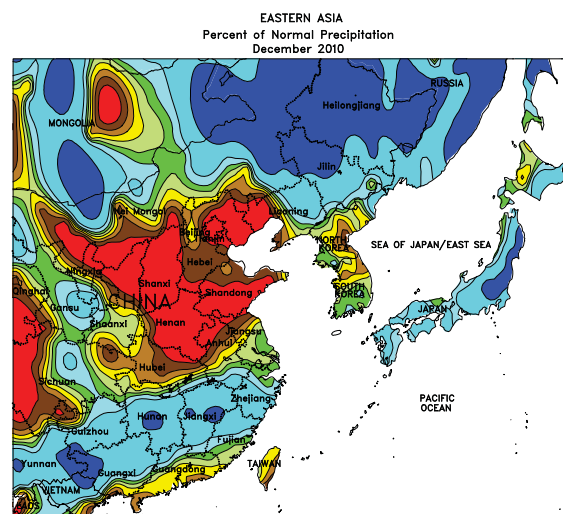 EASTERN ASIA
Percent of Normal Precipitation
December 2010
RUSSIA
Heilongjiang
MONGOLIA
Jilin
Nei Mongol
Liaoning
Beijing
Tianjin
NORTH
KOREA
SEA OF JAPAN/EAST SEA
Hebei
Ningxia
Shanxi
Qinghai
SOUTH
KOREA
Shandong
CHINA
Gansu
JAPAN
Shaanxi
Henan
Jiangsu
Anhui
Hubei
Sichuan
Zhejiang
PACIFIC
OCEAN
Hunan
Jiangxi
Guizhou
Fujian
Yunnan
Guangxi
Guangdong
TAIWAN
VIETNAM
LAOS